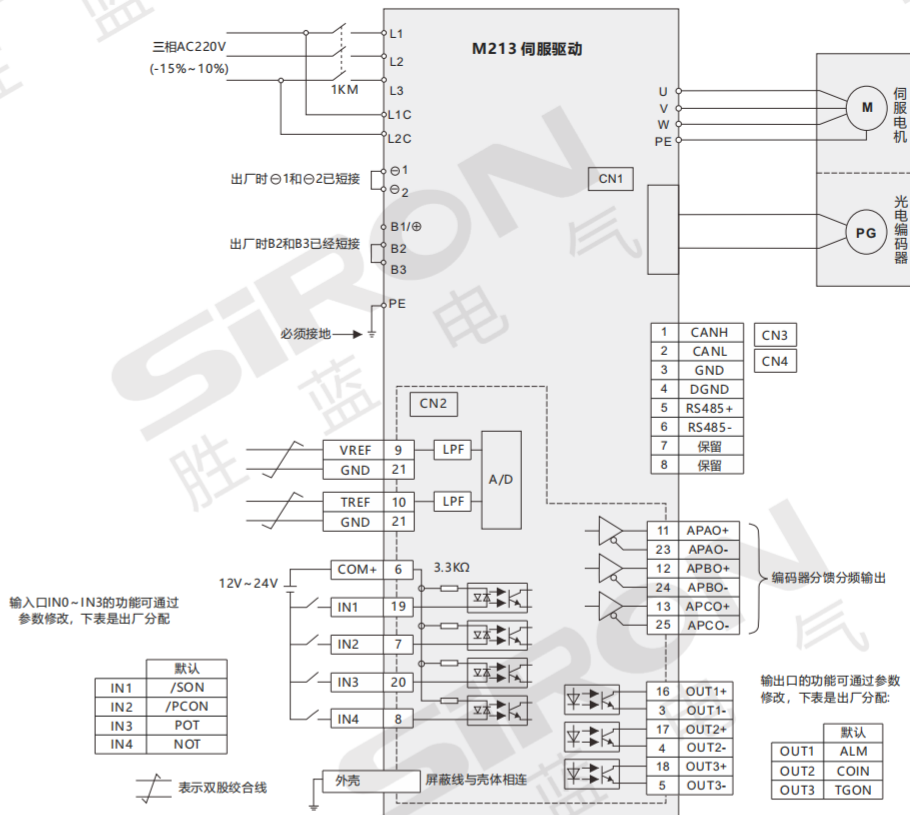 M213 伺服驱动
三相AC220V
(-15%~10%)
1KM
L1
L2
L3
L1C
L2C
出厂时⊖1和⊖2已短接
⊖1
⊖2
出厂时B2和B3已经短接
B1/⊕
B2
B3
PE
必须接地
U
V
W
PE
M
伺服电机
CN1
PG
光电编码器
1 CANH
2 CANL
3 GND
4 DGND
5 RS485+
6 RS485-
7 保留
8 保留
CN3
CN4
CN2
VREF 9 LPF
GND 21
A/D
TREF 10 LPF
GND 21
COM+ 6 3.3KΩ
12V~24V
IN1 19
IN2 7
IN3 20
IN4 8
外壳 屏蔽线与壳体相连
输入口IN0~IN3的功能可通过
参数修改，下表是出厂分配
默认
IN1 /SON
IN2 /PCON
IN3 POT
IN4 NOT
表示双股绞合线
11 APAO+
23 APAO-
12 APBO+
24 APBO-
13 APCO+
25 APCO-
编码器分馈分频输出
16 OUT1+
3 OUT1-
17 OUT2+
4 OUT2-
18 OUT3+
5 OUT3-
输出口的功能可通过参数
修改，下表是出厂分配:
默认
OUT1 ALM
OUT2 COIN
OUT3 TGON
SiRON
胜蓝电气
SiRON
蓝电气
胜蓝